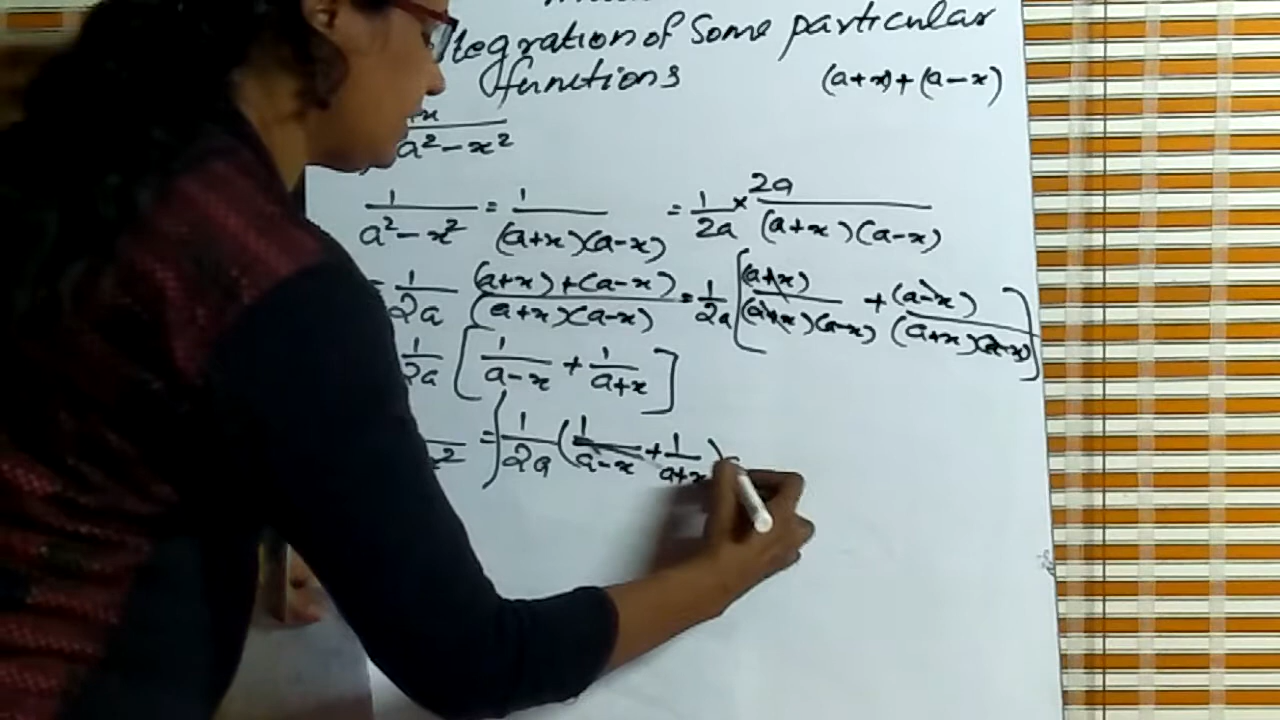 tegration of Some particular
functions (a+x)+(a-x)
a²-x²
1/(a²-x²) = 1/((a+x)(a-x)) = 1/2a × 2a/((a+x)(a-x))
= 1/2a ((a+x)+(a-x))/((a+x)(a-x)) = 1/2a [(a+x)/((a+x)(a-x)) + (a-x)/((a+x)(a-x))]
1/2a [1/(a-x) + 1/(a+x)]
x² = ∫ 1/2a (1/(a-x) + 1/(a+x))